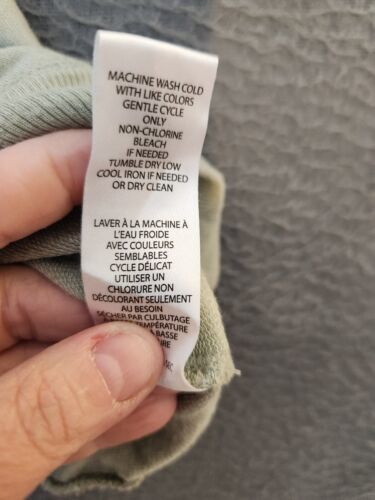 MACHINE WASH COLD
WITH LIKE COLORS
GENTLE CYCLE
ONLY
NON-CHLORINE
BLEACH
IF NEEDED
TUMBLE DRY LOW
COOL IRON IF NEEDED
OR DRY CLEAN
LAVER À LA MACHINE À
L'EAU FROIDE
AVEC COULEURS
SEMBLABLES
CYCLE DÉLICAT
UTILISER UN
CHLORURE NON
DÉCOLORANT SEULEMENT
AU BESOIN
SÉCHER PAR CULBUTAGE
TEMPÉRATURE
À BASSE